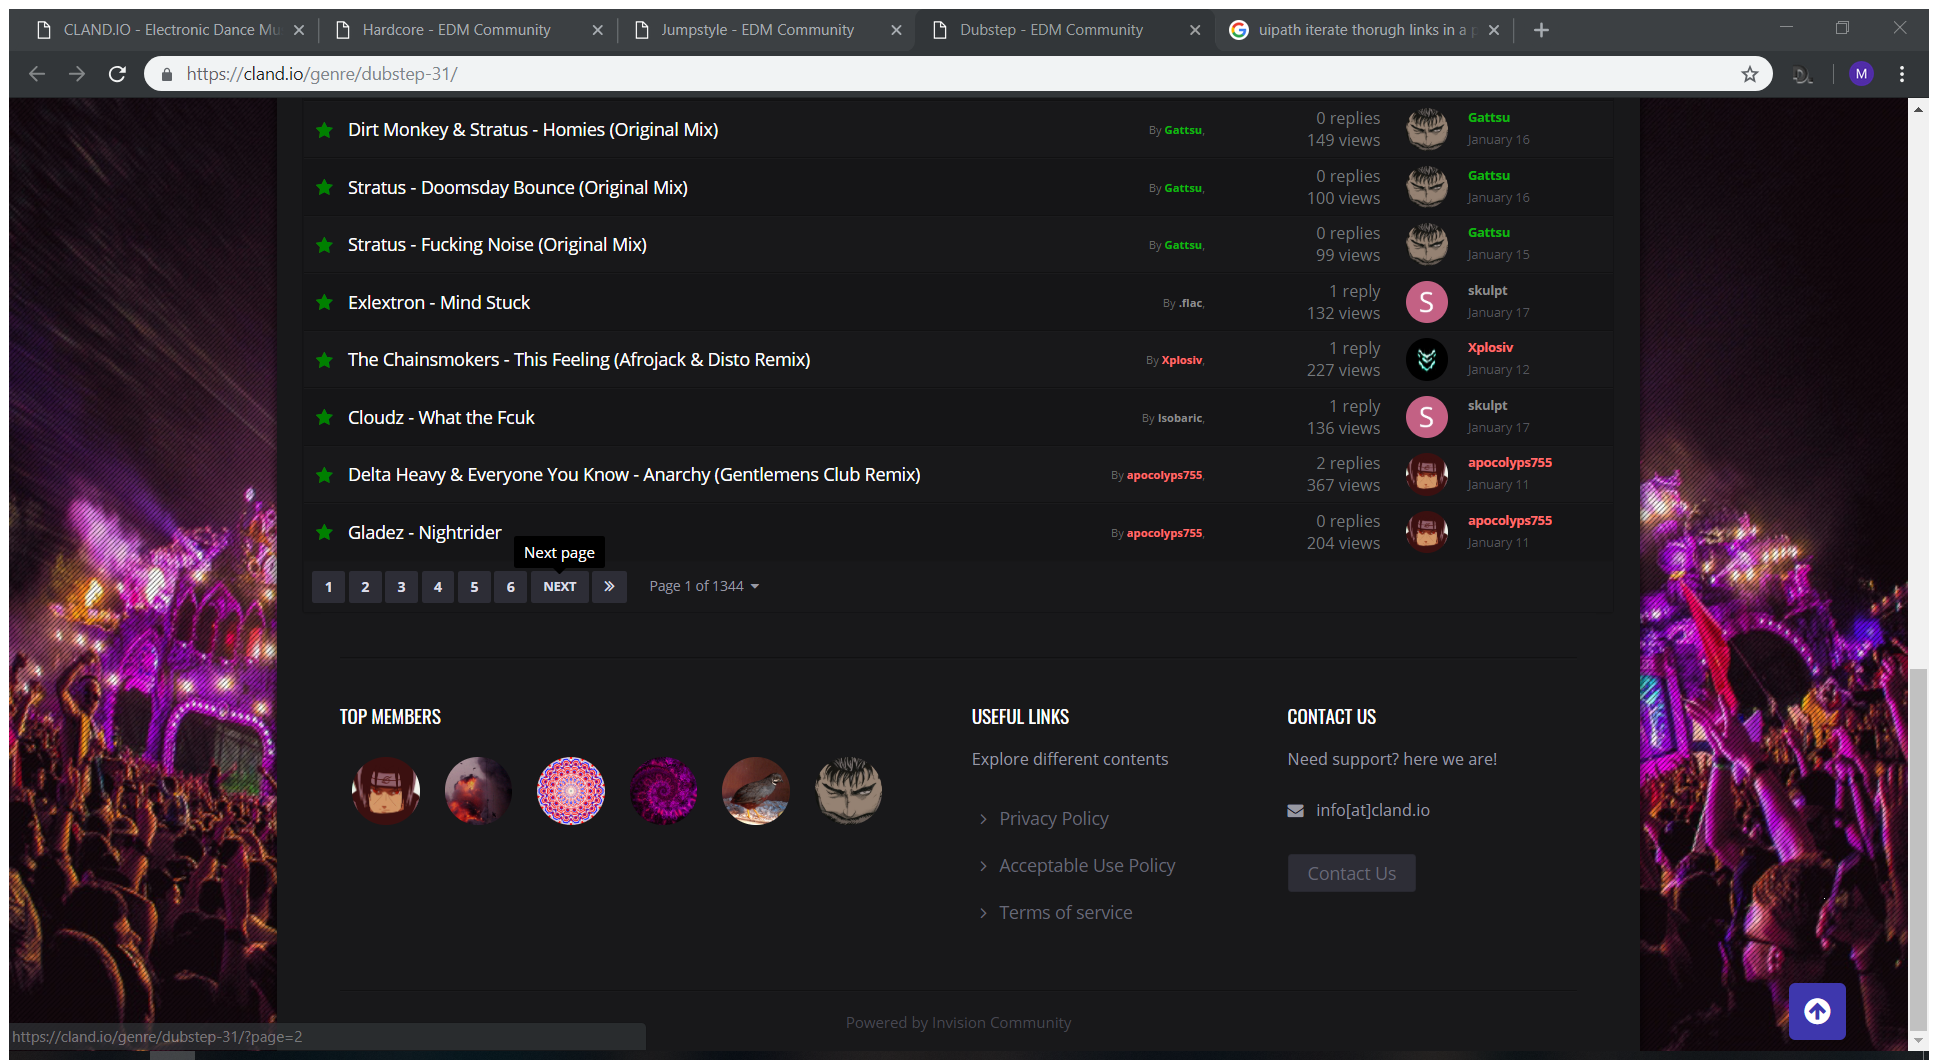 CLAND.IO - Electronic Dance Mu
Hardcore - EDM Community
Jumpstyle - EDM Community
Dubstep - EDM Community
uipath iterate thorugh links in a p
https://cland.io/genre/dubstep-31/
M
Dirt Monkey & Stratus - Homies (Original Mix)
By Gattsu,
0 replies
149 views
Gattsu
January 16
Stratus - Doomsday Bounce (Original Mix)
By Gattsu,
0 replies
100 views
Gattsu
January 16
Stratus - Fucking Noise (Original Mix)
By Gattsu,
0 replies
99 views
Gattsu
January 15
Exlextron - Mind Stuck
By .flac,
1 reply
132 views
S
skulpt
January 17
The Chainsmokers - This Feeling (Afrojack & Disto Remix)
By Xplosiv,
1 reply
227 views
Xplosiv
January 12
Cloudz - What the Fcuk
By Isobaric,
1 reply
136 views
S
skulpt
January 17
Delta Heavy & Everyone You Know - Anarchy (Gentlemens Club Remix)
By apocolyps755,
2 replies
367 views
apocolyps755
January 11
Gladez - Nightrider
By apocolyps755,
0 replies
204 views
apocolyps755
January 11
Next page
1 2 3 4 5 6 NEXT » Page 1 of 1344
TOP MEMBERS
USEFUL LINKS
Explore different contents
Privacy Policy
Acceptable Use Policy
Terms of service
CONTACT US
Need support? here we are!
info[at]cland.io
Contact Us
Powered by Invision Community
https://cland.io/genre/dubstep-31/?page=2